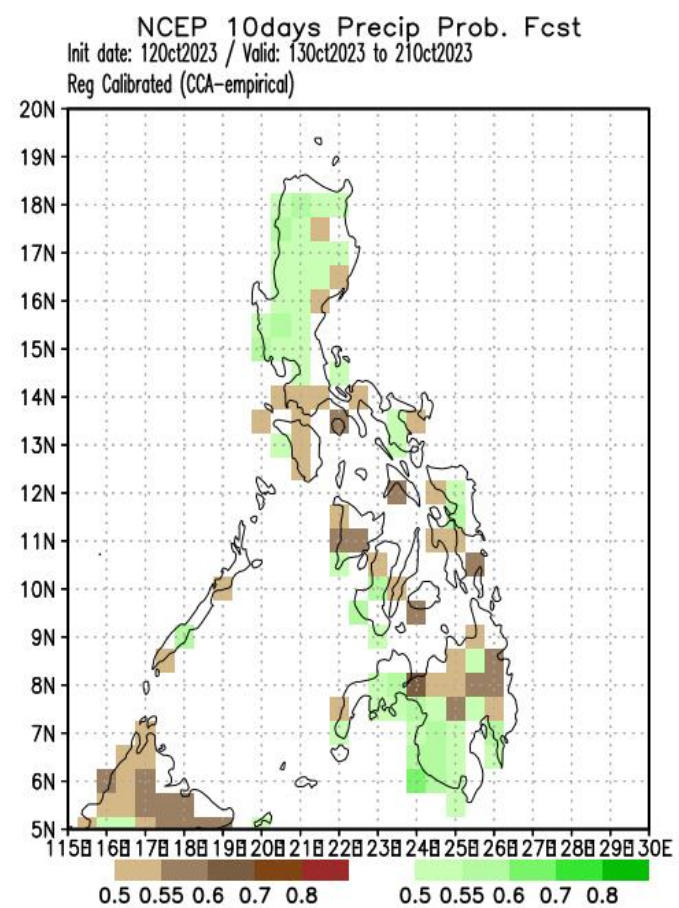 NCEP 10days Precip Prob. Fcst
Init date: 12Oct2023 / Valid: 13Oct2023 to 21Oct2023
Reg Calibrated (CCA-empirical)
20N
19N
18N
17N
16N
15N
14N
13N
12N
11N
10N
9N
8N
7N
6N
5N
115E 116E 117E 118E 119E 120E 121E 122E 123E 124E 125E 126E 127E 128E 129E 130E
0.5 0.55 0.6 0.7 0.8 0.5 0.55 0.6 0.7 0.8